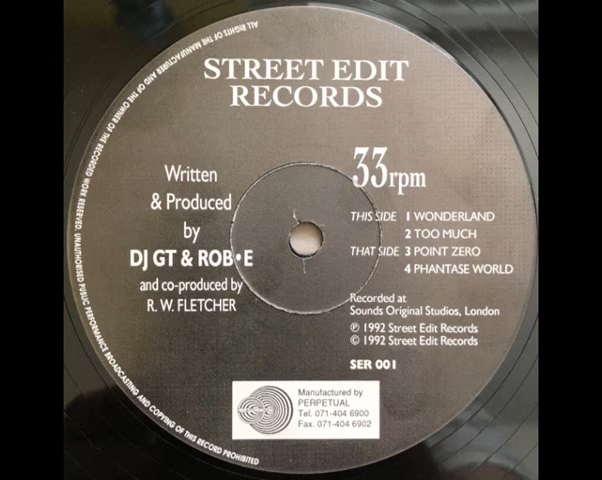 ALL RIGHTS OF THE MANUFACTURER AND OF THE OWNER OF THE RECORDED WORK RESERVED. UNAUTHORISED PUBLIC PERFORMANCE BROADCASTING AND COPYING OF THIS RECORD PROHIBITED
STREET EDIT
RECORDS
Written
& Produced
by
DJ GT & ROB•E
and co-produced by
R. W. FLETCHER
33rpm
THIS SIDE 1 WONDERLAND
2 TOO MUCH
THAT SIDE 3 POINT ZERO
4 PHANTASE WORLD
Recorded at
Sounds Original Studios, London
℗ 1992 Street Edit Records
© 1992 Street Edit Records
SER 001
Manufactured by
PERPETUAL
Tel. 071-404 6900
Fax. 071-404 6902